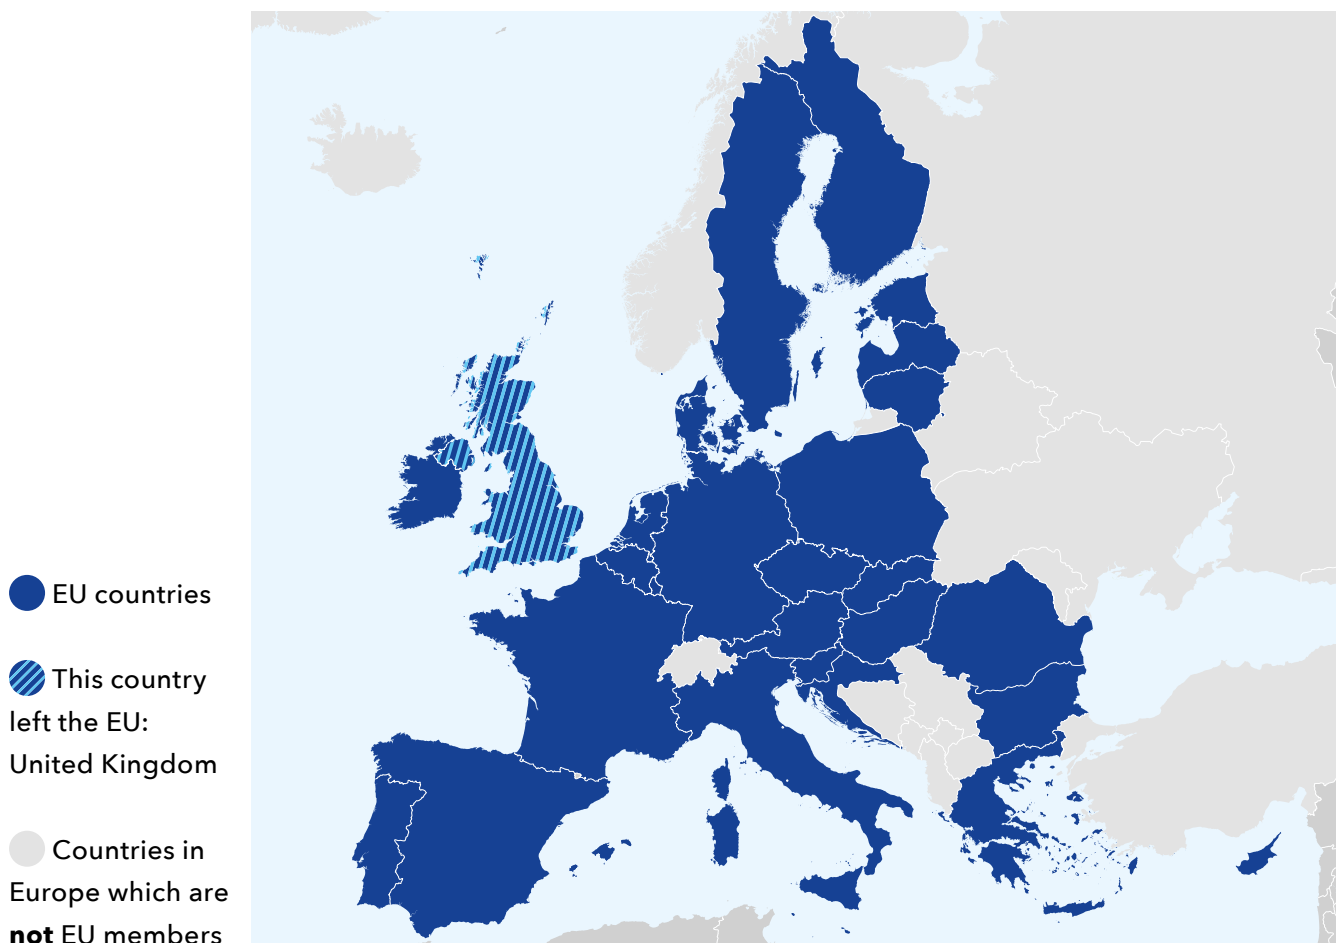 EU countries
This country
left the EU:
United Kingdom
Countries in
Europe which are
not EU members